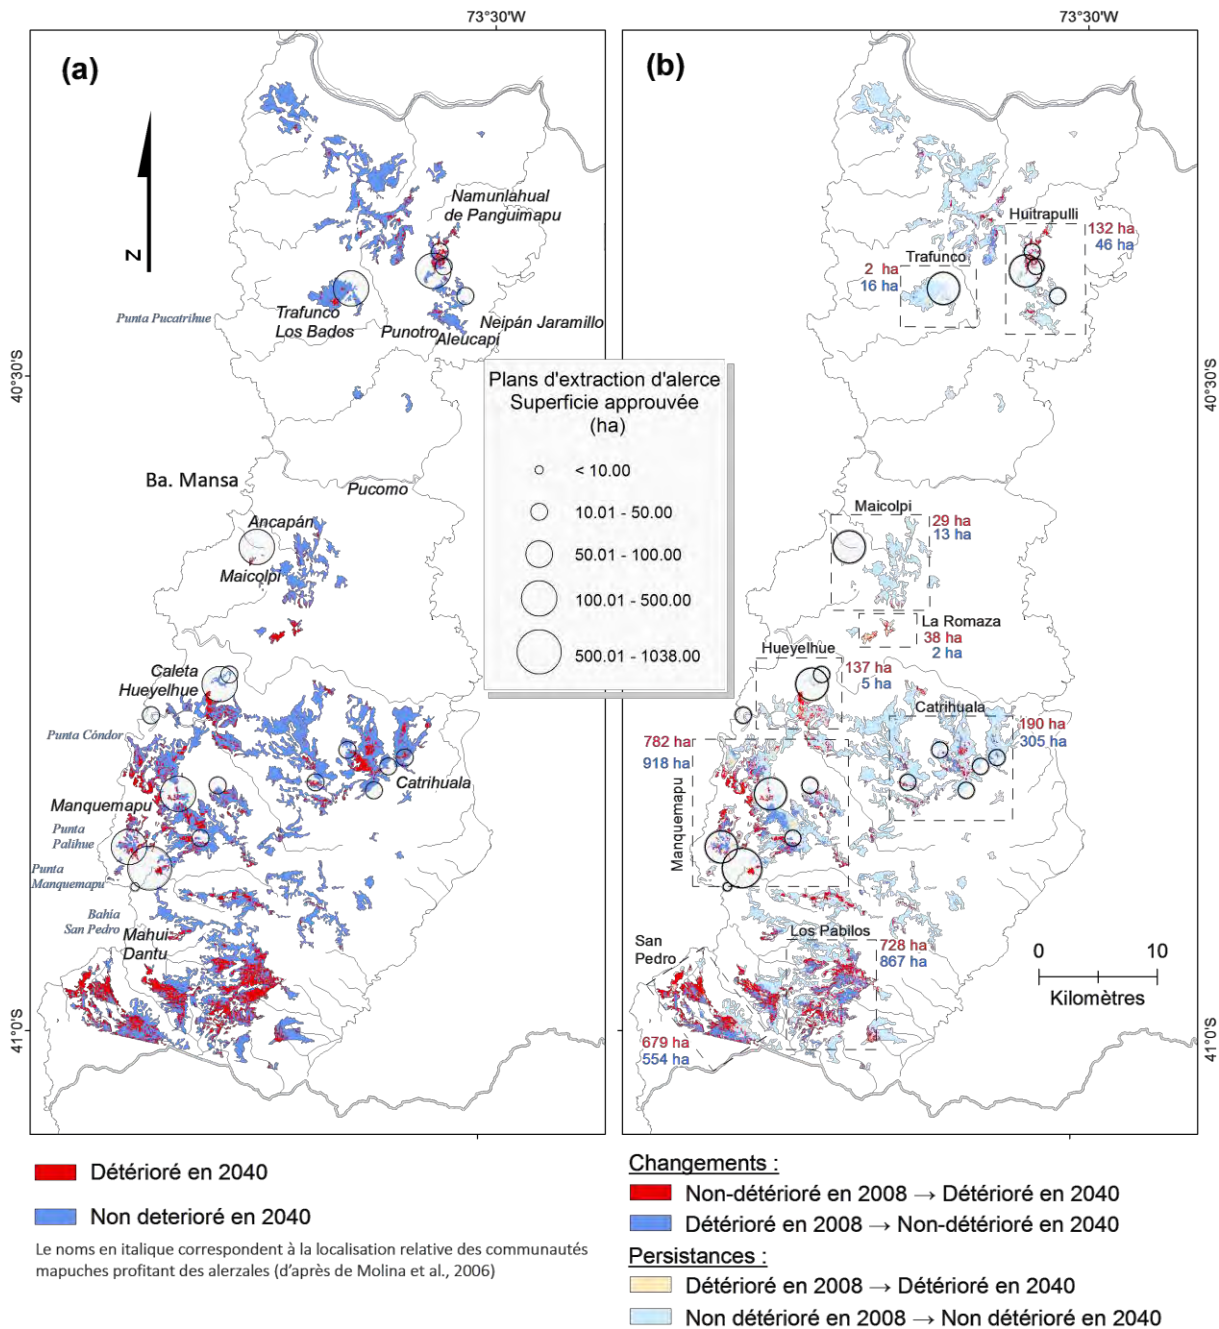 73°30'W
73°30'W
(a)
(b)
N
Namunlahual
de Panguimapu
Trafunco
Los Bados
Punotro
Aleucapi
Neipán Jaramillo
Punta Pucatrihue
40°30'S
40°30'S
Huitrapulli
132 ha
46 ha
Trafunco
2 ha
16 ha
Plans d'extraction d'alerce
Superficie approuvée
(ha)
< 10.00
10.01 - 50.00
50.01 - 100.00
100.01 - 500.00
500.01 - 1038.00
Ba. Mansa
Pucomo
Ancapán
Maicolpi
Maicolpi
29 ha
13 ha
La Romaza
38 ha
2 ha
Caleta
Hueyelhue
Hueyelhue
137 ha
5 ha
Punta Cóndor
Catrihuala
Catrihuala
190 ha
305 ha
Manquemapu
782 ha
918 ha
Manquemapu
Punta
Palihue
Punta
Manquemapu
Bahía
San Pedro
Mahui
Dantu
San
Pedro
Los Pabilos
728 ha
867 ha
679 ha
554 ha
0 10
Kilomètres
41°0'S
41°0'S
Détérioré en 2040
Non deterioré en 2040
Le noms en italique correspondent à la localisation relative des communautés
mapuches profitant des alerzales (d'après de Molina et al., 2006)
Changements :
Non-détérioré en 2008 → Détérioré en 2040
Détérioré en 2008 → Non-détérioré en 2040
Persistances :
Détérioré en 2008 → Détérioré en 2040
Non détérioré en 2008 → Non détérioré en 2040